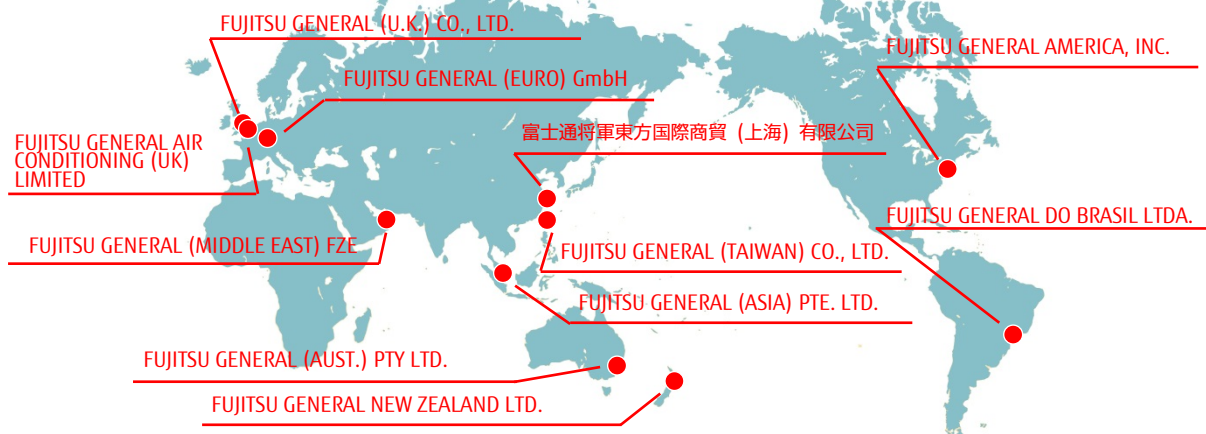 FUJITSU GENERAL (U.K.) CO., LTD.
FUJITSU GENERAL AMERICA, INC.
FUJITSU GENERAL (EURO) GmbH
富士通将軍東方国際商貿 (上海) 有限公司
FUJITSU GENERAL AIR
CONDITIONING (UK)
LIMITED
FUJITSU GENERAL DO BRASIL LTDA.
FUJITSU GENERAL (MIDDLE EAST) FZE
FUJITSU GENERAL (TAIWAN) CO., LTD.
FUJITSU GENERAL (ASIA) PTE. LTD.
FUJITSU GENERAL (AUST.) PTY LTD.
FUJITSU GENERAL NEW ZEALAND LTD.